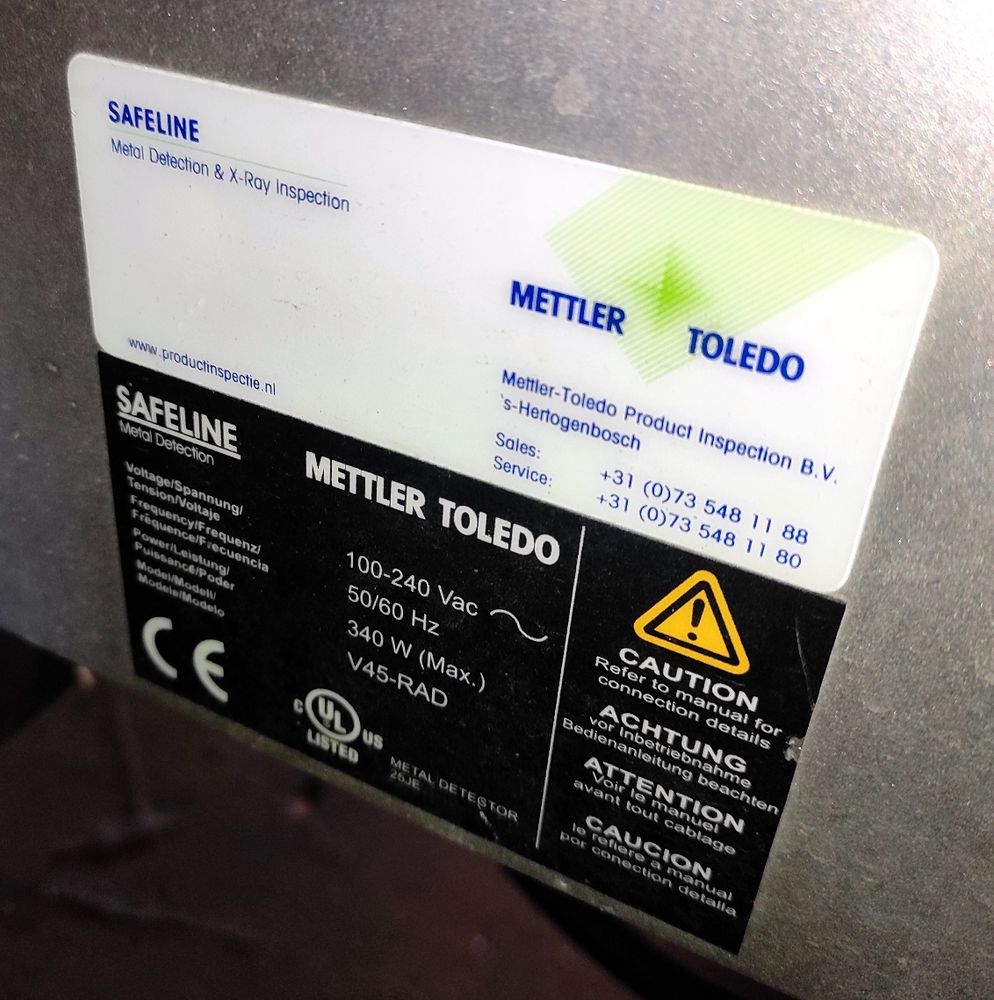 SAFELINE
Metal Detection & X-Ray Inspection
METTLER TOLEDO
www.productinspectie.nl
Mettler-Toledo Product Inspection B.V.
's-Hertogenbosch
Sales: +31 (0)73 548 11 88
Service: +31 (0)73 548 11 80
SAFELINE
Metal Detection
METTLER TOLEDO
Voltage/Spannung/
Tension/Voltaje
100-240 Vac
Frequency/Frequenz/
Fréquence/Frecuencia
50/60 Hz
Power/Leistung/
Puissance/Poder
340 W (Max.)
Model/Modell/
Modele/Modelo
V45-RAD
CE
C UL US
LISTED
METAL DETECTOR
25JE
CAUTION
Refer to manual for
connection details
ACHTUNG
vor Inbetriebnahme
Bedienanleitung beachten
ATTENTION
Voir le manuel
avant tout cablage
CAUCION
le refiere a manual
por conection detalla